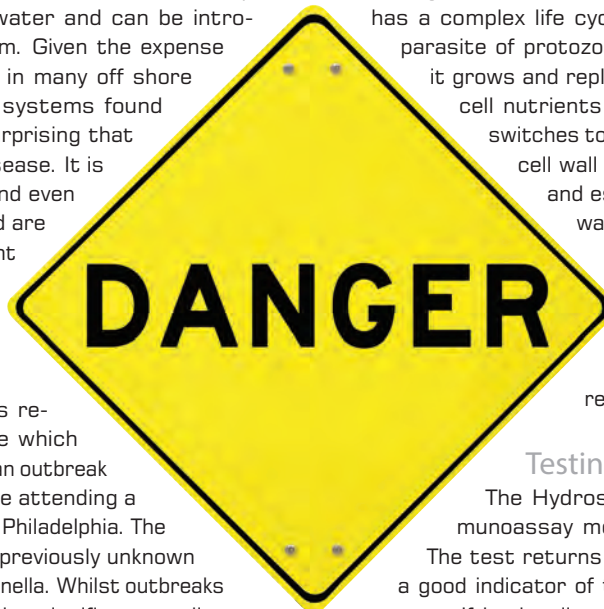 water and can be intro-
m. Given the expense
in many off shore
systems found
rprising that
sease. It is
nd even
d are
nt
s re-
e which
an outbreak
e attending a
Philadelphia. The
previously unknown
nella. Whilst outbreaks
DANGER
has a complex life cyc
parasite of protozo
it grows and repl
cell nutrients
switches to
cell wall
and es
wa
re
Testin
The Hydros
munoassay me
The test returns
a good indicator of